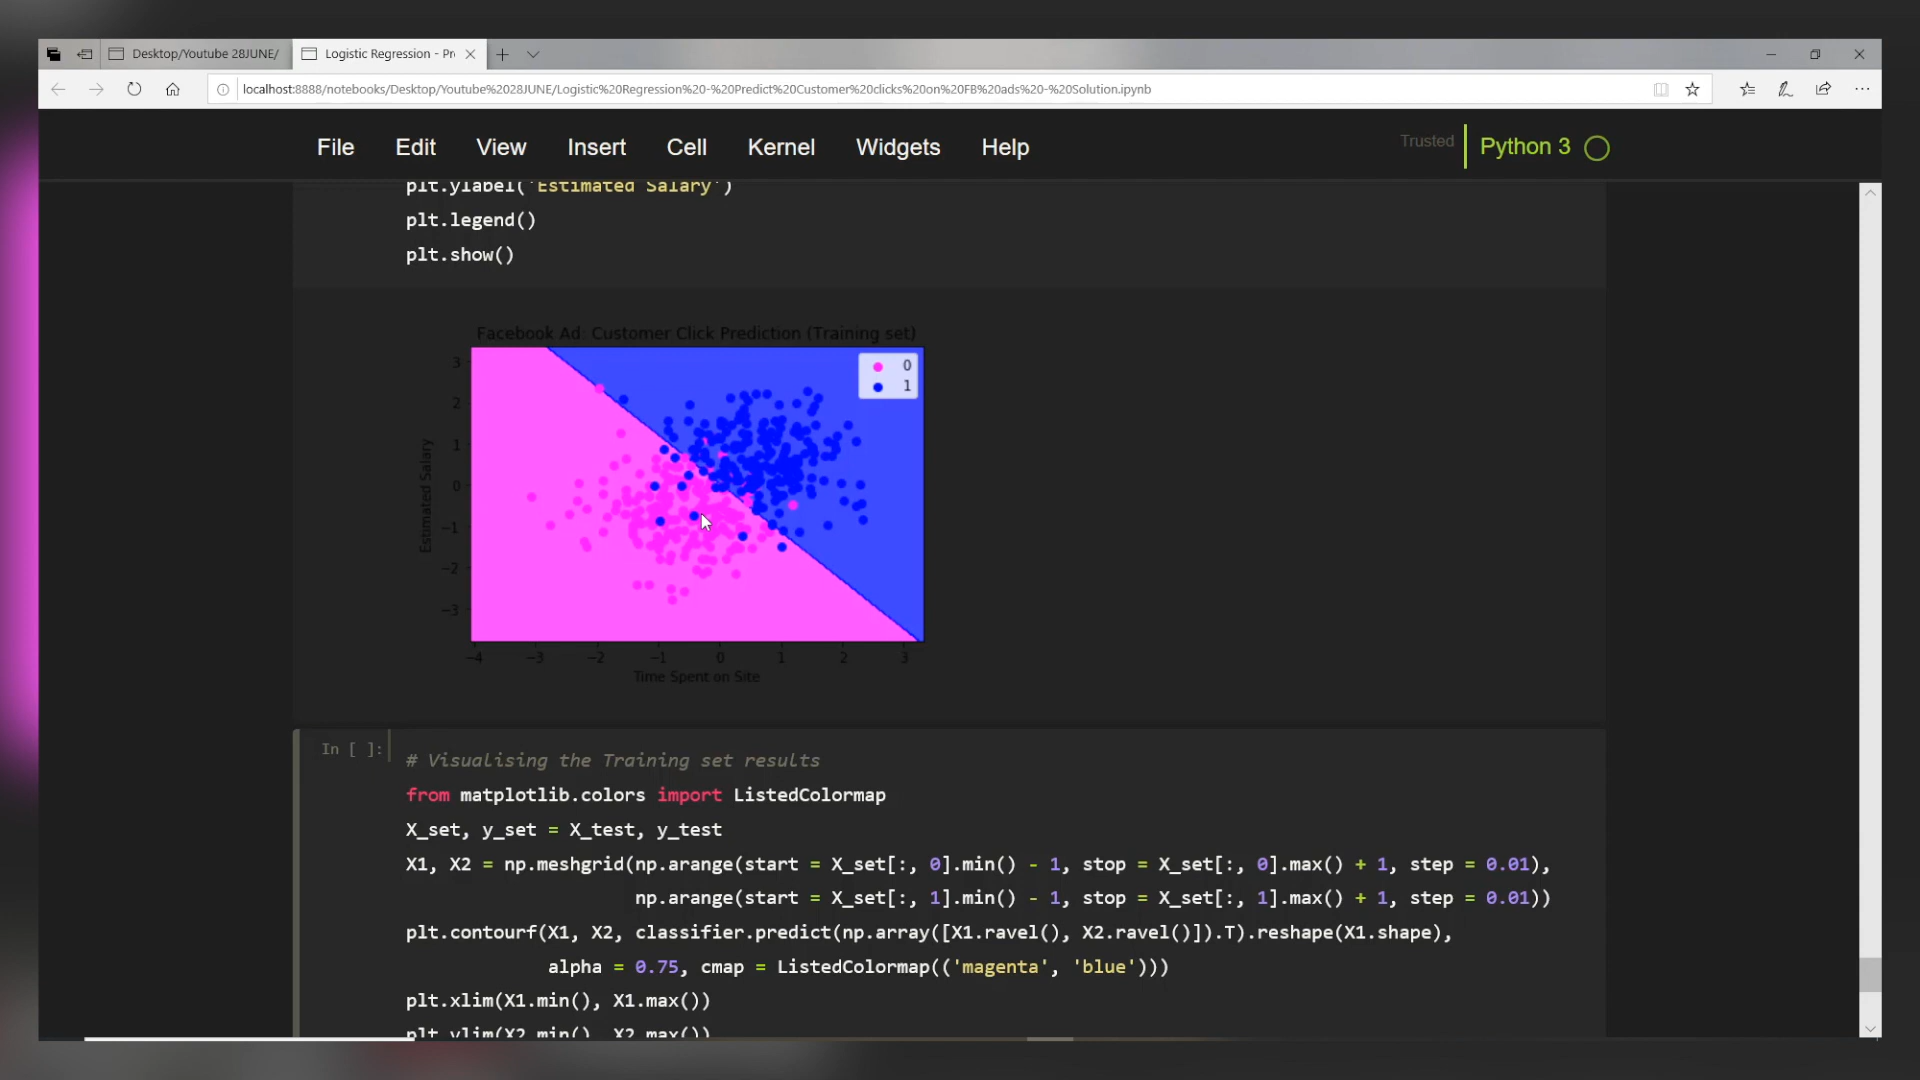 Desktop/Youtube 28JUNE/
Logistic Regression - Pr
localhost:8888/notebooks/Desktop/Youtube%2028JUNE/Logistic%20Regression%20-%20Predict%20Customer%20clicks%20on%20FB%20ads%20-%20Solution.ipynb
File Edit View Insert Cell Kernel Widgets Help
Trusted Python 3
plt.ylabel('Estimated Salary')
plt.legend()
plt.show()
Facebook Ad: Customer Click Prediction (Training set)
0
1
3
2
1
0
−1
−2
−3
Estimated Salary
−4 −3 −2 −1 0 1 2 3
Time Spent on Site
In [ ]:
# Visualising the Training set results
from matplotlib.colors import ListedColormap
X_set, y_set = X_test, y_test
X1, X2 = np.meshgrid(np.arange(start = X_set[:, 0].min() - 1, stop = X_set[:, 0].max() + 1, step = 0.01),
np.arange(start = X_set[:, 1].min() - 1, stop = X_set[:, 1].max() + 1, step = 0.01))
plt.contourf(X1, X2, classifier.predict(np.array([X1.ravel(), X2.ravel()]).T).reshape(X1.shape),
alpha = 0.75, cmap = ListedColormap(('magenta', 'blue')))
plt.xlim(X1.min(), X1.max())
plt.ylim(X2.min(), X2.max())